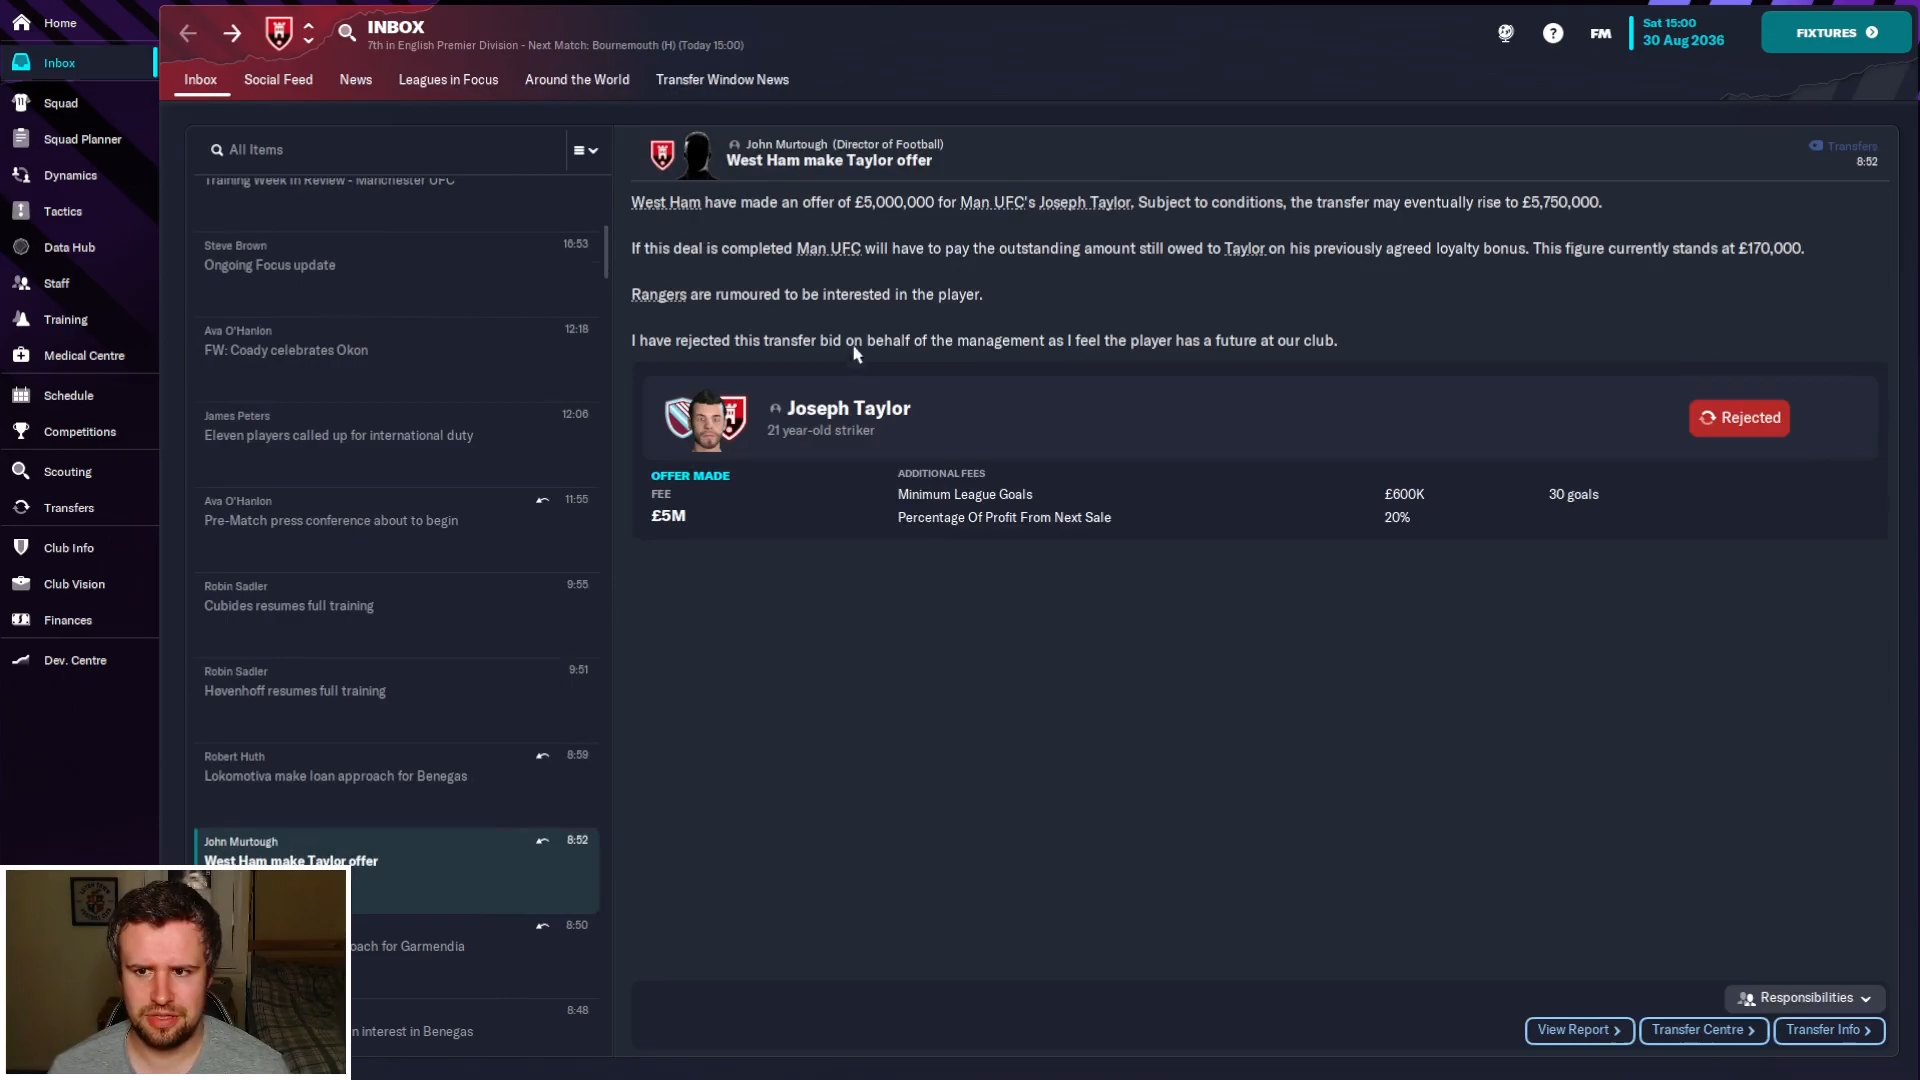 Home
Inbox
Squad
Squad Planner
Dynamics
Tactics
Data Hub
Staff
Training
Medical Centre
Schedule
Competitions
Scouting
Transfers
Club Info
Club Vision
Finances
Dev. Centre
INBOX
7th in English Premier Division - Next Match: Bournemouth (H) (Today 15:00)
FM
Sat 15:00
30 Aug 2036
FIXTURES
Inbox Social Feed News Leagues in Focus Around the World Transfer Window News
All Items
Training Week In Review - Manchester UFC
Steve Brown 16:53
Ongoing Focus update
Ava O'Hanlon 12:18
FW: Coady celebrates Okon
James Peters 12:06
Eleven players called up for international duty
Ava O'Hanlon 11:55
Pre-Match press conference about to begin
Robin Sadler 9:55
Cubides resumes full training
Robin Sadler 9:51
Høvenhoff resumes full training
Robert Huth 8:59
Lokomotiva make loan approach for Benegas
John Murtough 8:52
West Ham make Taylor offer
8:50
oach for Garmendia
8:48
n interest in Benegas
John Murtough (Director of Football)
West Ham make Taylor offer
Transfers
8:52
West Ham have made an offer of £5,000,000 for Man UFC's Joseph Taylor. Subject to conditions, the transfer may eventually rise to £5,750,000.
If this deal is completed Man UFC will have to pay the outstanding amount still owed to Taylor on his previously agreed loyalty bonus. This figure currently stands at £170,000.
Rangers are rumoured to be interested in the player.
I have rejected this transfer bid on behalf of the management as I feel the player has a future at our club.
Joseph Taylor
21 year-old striker
Rejected
OFFER MADE
FEE
£5M
ADDITIONAL FEES
Minimum League Goals £600K 30 goals
Percentage Of Profit From Next Sale 20%
Responsibilities
View Report Transfer Centre Transfer Info